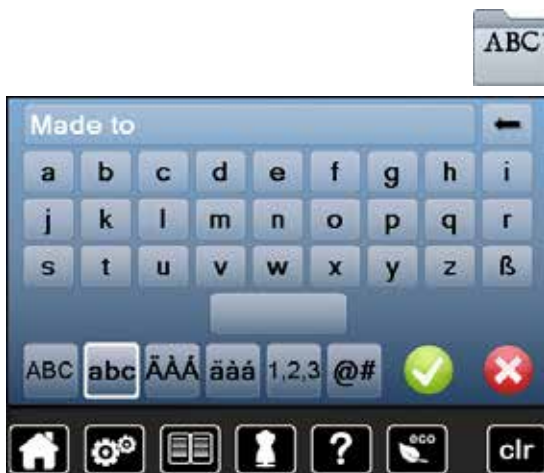 ABC
Made to
a b c d e f g h i
j k l m n o p q r
s t u v w x y z ß
ABC abc ÄÀÁ äàá 1,2,3 @#
? eco clr